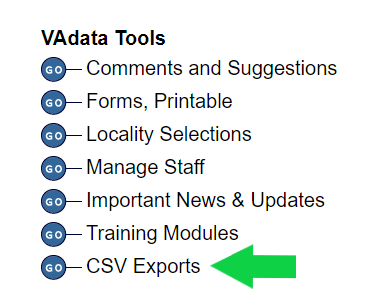 VAdata Tools
GO Comments and Suggestions
GO Forms, Printable
GO Locality Selections
GO Manage Staff
GO Important News & Updates
GO Training Modules
GO CSV Exports